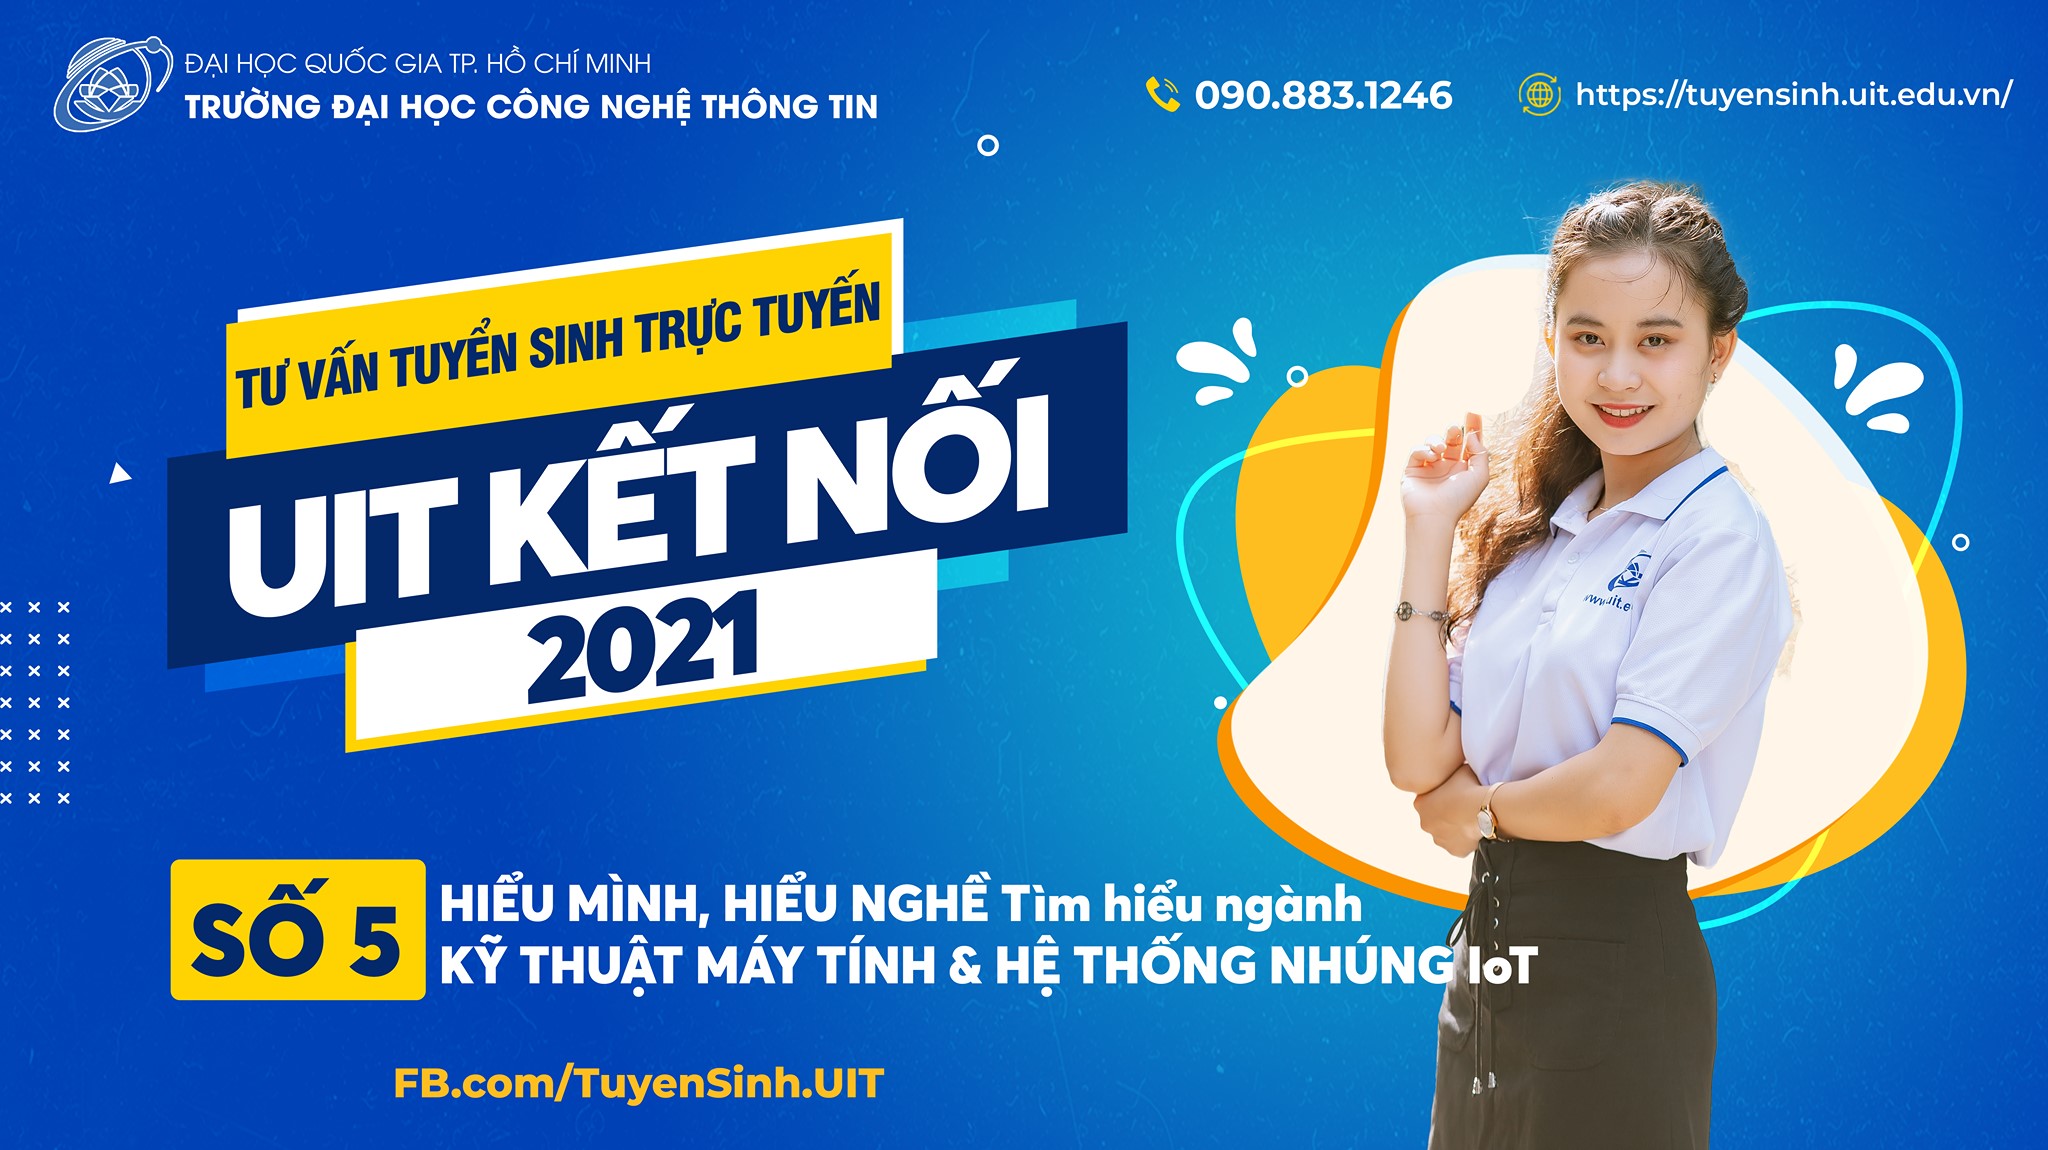 ĐẠI HỌC QUỐC GIA TP. HỒ CHÍ MINH
TRƯỜNG ĐẠI HỌC CÔNG NGHỆ THÔNG TIN
090.883.1246
https://tuyensinh.uit.edu.vn/
TƯ VẤN TUYỂN SINH TRỰC TUYẾN
UIT KẾT NỐI
2021
www.uit.e
SỐ 5
HIỂU MÌNH, HIỂU NGHỀ Tìm hiểu ngành
KỸ THUẬT MÁY TÍNH & HỆ THỐNG NHÚNG IoT
FB.com/TuyenSinh.UIT